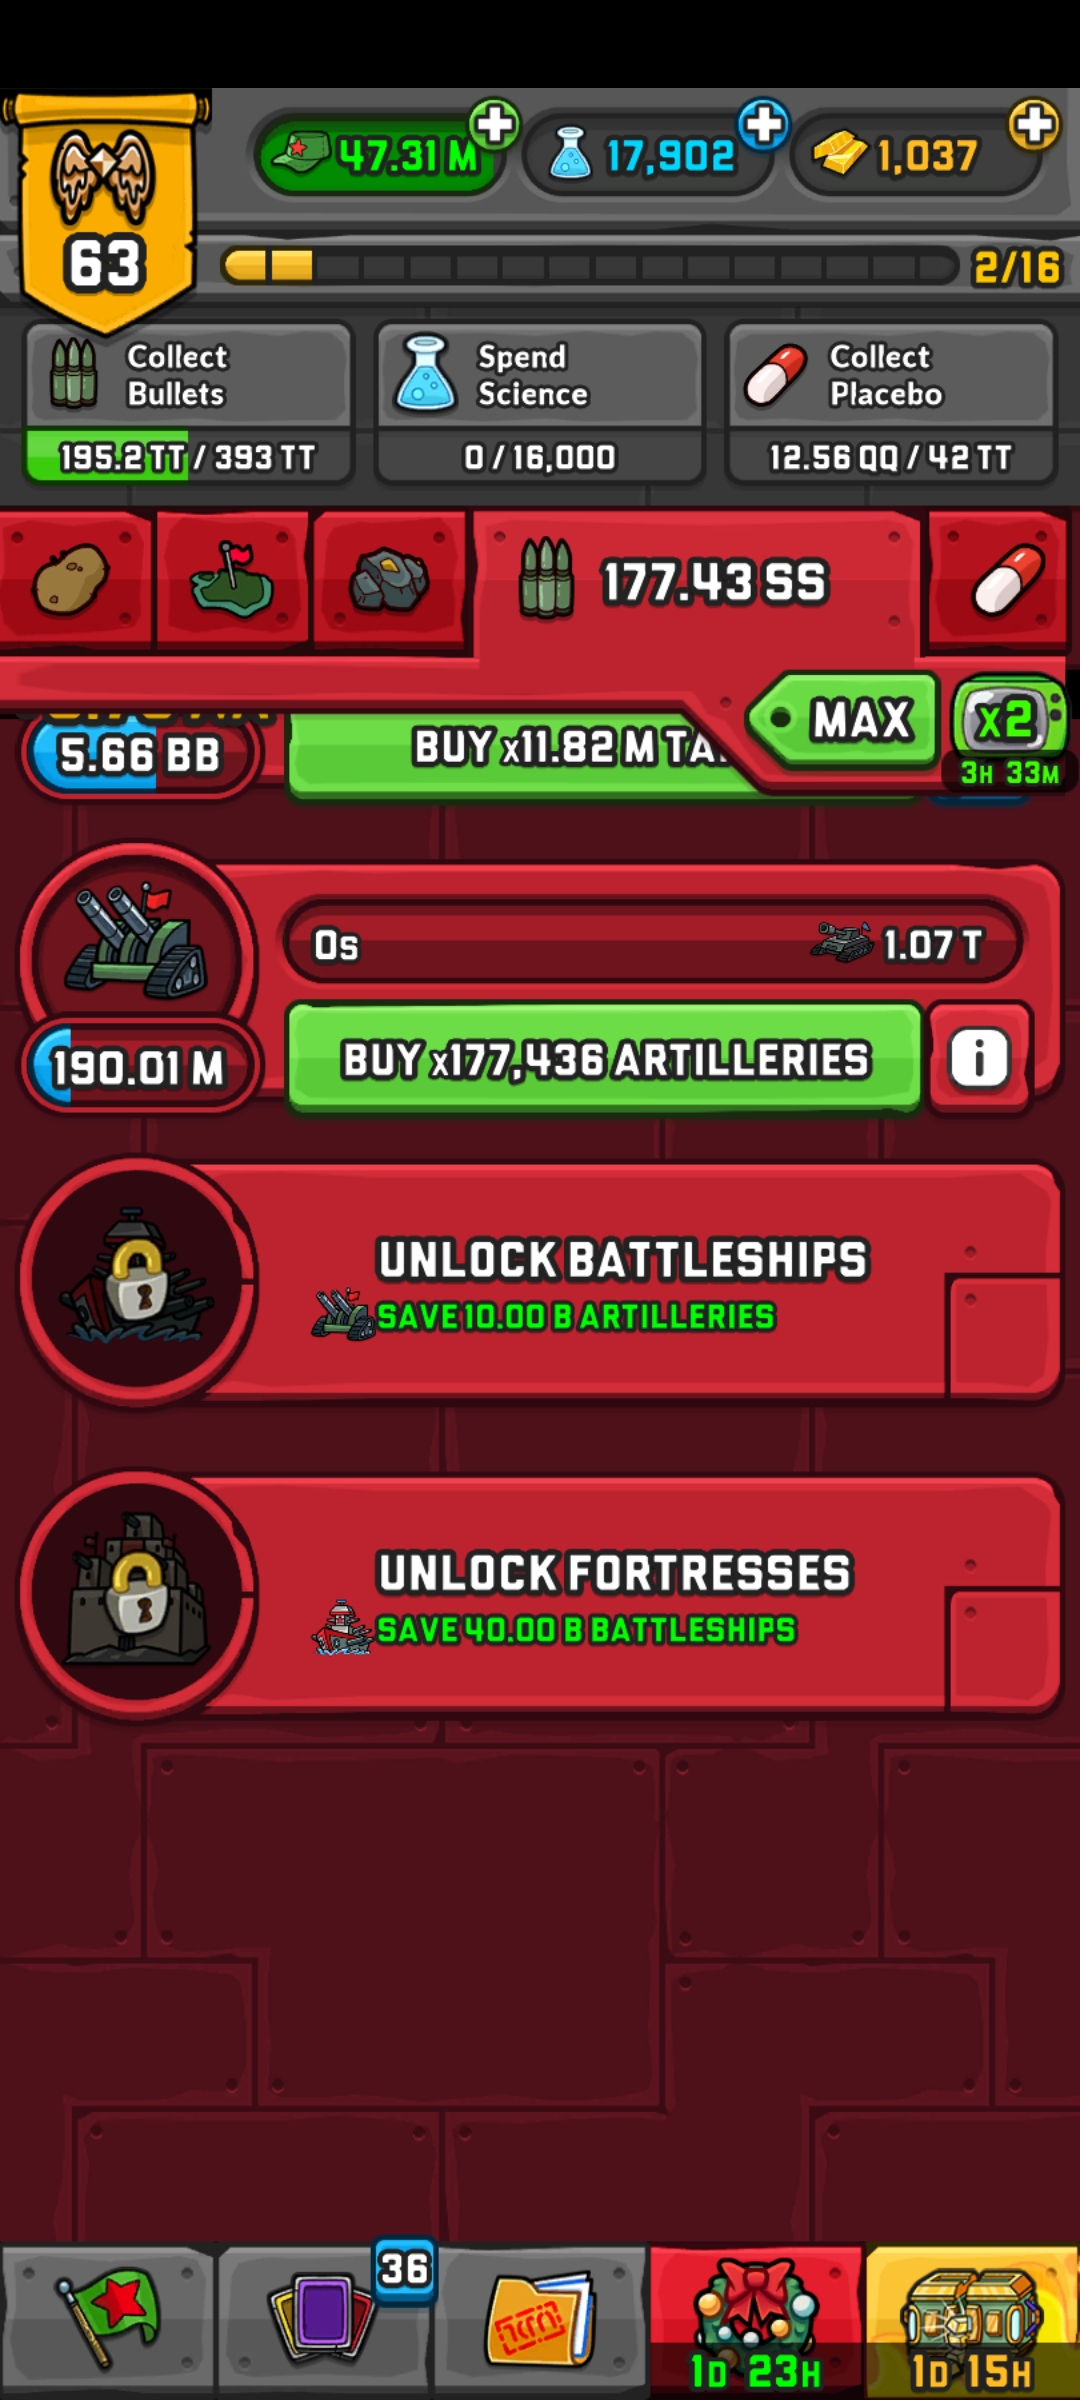 47.31 M
17,902
1,037
63
2/16
Collect
Bullets
195.2 TT / 393 TT
Spend
Science
0 / 16,000
Collect
Placebo
12.56 QQ / 42 TT
177.43 SS
MAX
x2
3H 33M
5.66 BB
BUY x11.82 M TA
0s
1.07 T
190.01 M
BUY x177,436 ARTILLERIES
i
UNLOCK BATTLESHIPS
SAVE 10.00 B ARTILLERIES
UNLOCK FORTRESSES
SAVE 40.00 B BATTLESHIPS
36
1D 23H
1D 15H